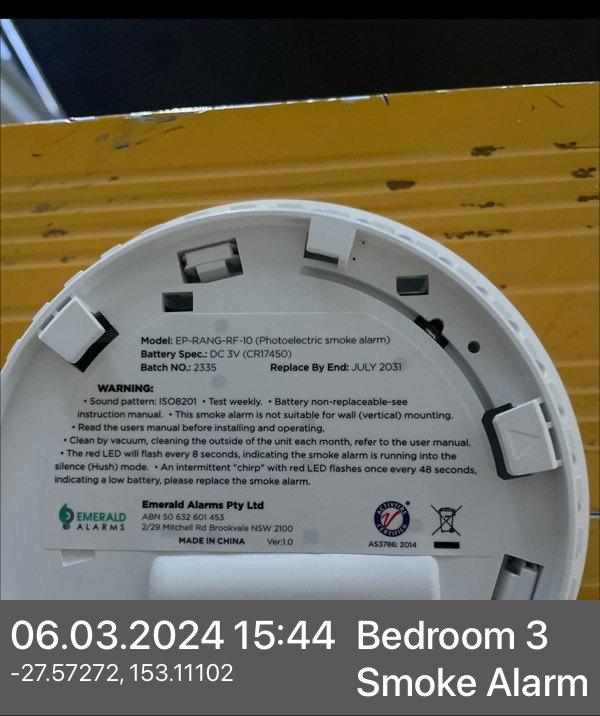 Model: EP-RANG-RF-10 (Photoelectric smoke alarm)
Battery Spec.: DC 3V (CR17450)
Batch NO.: 2335 Replace By End: JULY 2031
WARNING:
• Sound pattern: ISO8201 • Test weekly. • Battery non-replaceable-see
instruction manual. • This smoke alarm is not suitable for wall (vertical) mounting.
• Read the users manual before installing and operating.
• Clean by vacuum, cleaning the outside of the unit each month, refer to the user manual.
• The red LED will flash every 8 seconds, indicating the smoke alarm is running into the
silence (Hush) mode. • An intermittent "chirp" with red LED flashes once every 48 seconds,
indicating a low battery, please replace the smoke alarm.
EMERALD
ALARMS
Emerald Alarms Pty Ltd
ABN 50 632 601 453
2/29 Mitchell Rd Brookvale NSW 2100
MADE IN CHINA Ver:1.0
ACTIVFIRE
CERTIFIED
AS3786: 2014
06.03.2024 15:44
-27.57272, 153.11102
Bedroom 3
Smoke Alarm